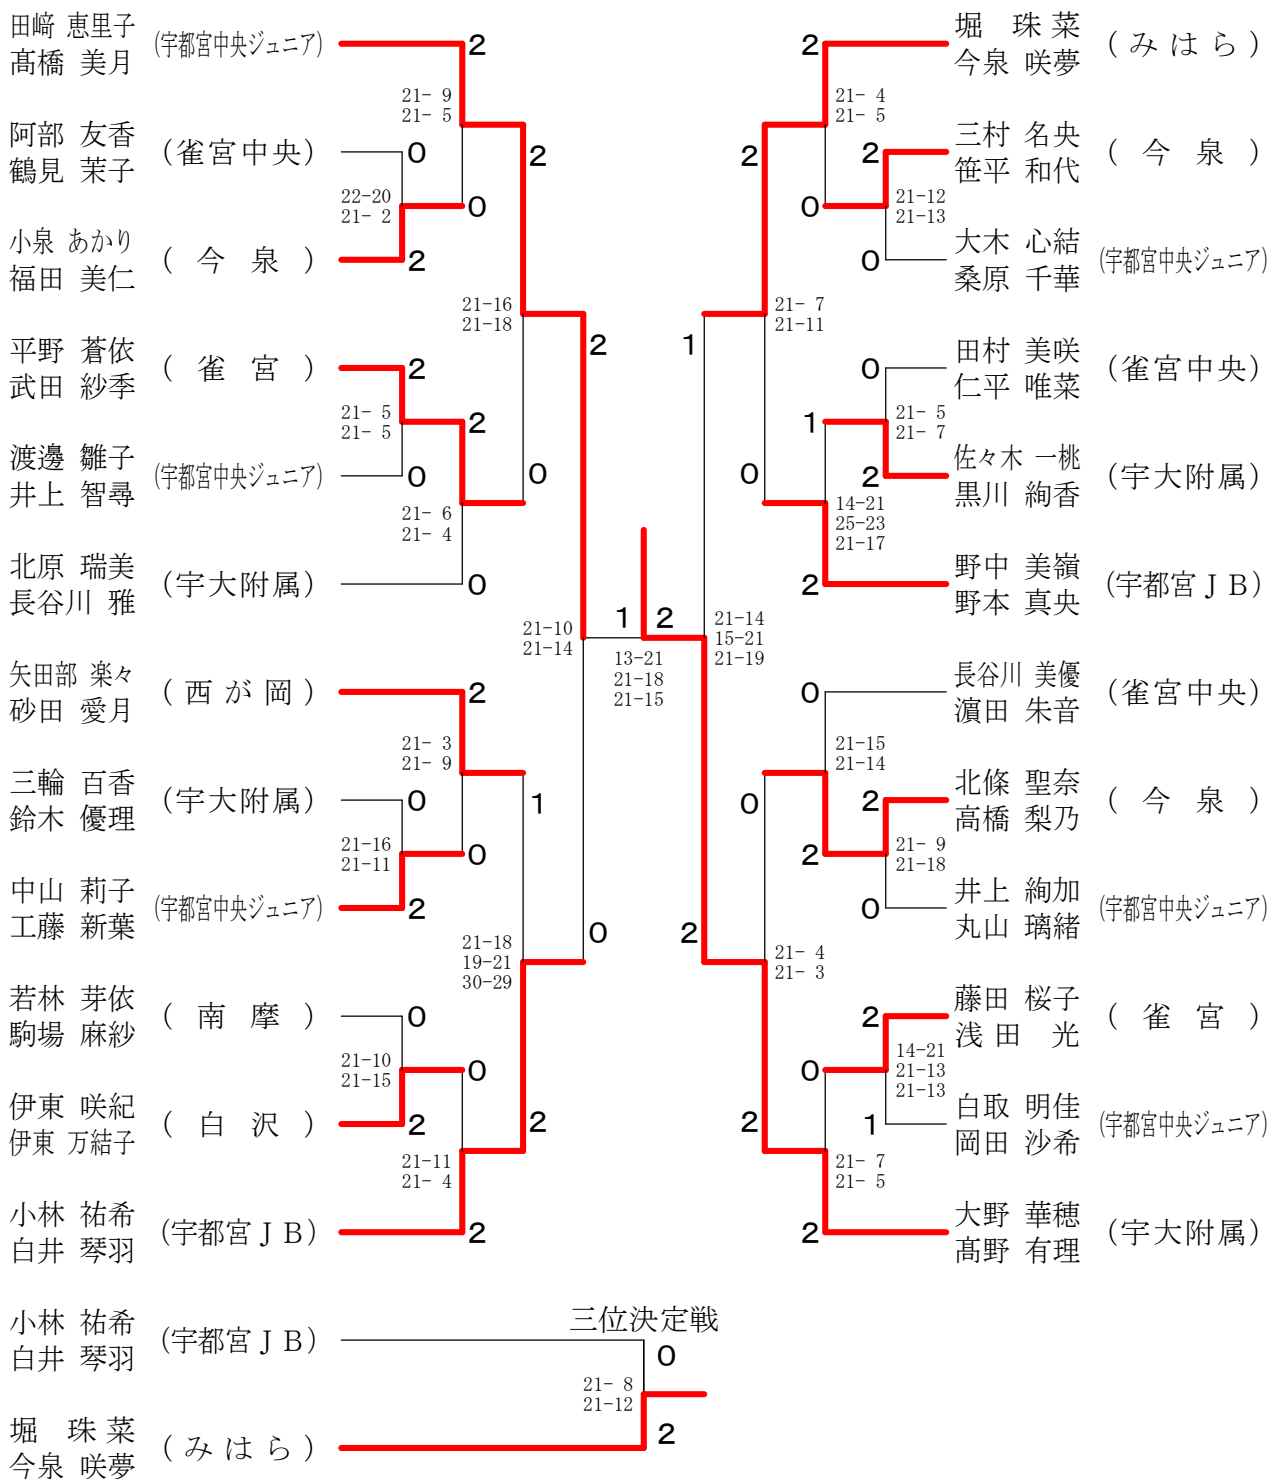 田﨑 恵里子
髙橋 美月
(宇都宮中央ジュニア)
2
21- 9
21- 5
阿部 友香
鶴見 茉子
(雀宮中央)
0
2
22-20
21- 2
0
小泉 あかり
福田 美仁
( 今 泉 )
2
21-16
21-18
2
平野 蒼依
武田 紗季
( 雀 宮 )
2
21- 5
21- 5
2
渡邊 雛子
井上 智尋
(宇都宮中央ジュニア)
0
0
21- 6
21- 4
北原 瑞美
長谷川 雅
(宇大附属)
0
21-10
21-14
1
2
13-21
21-18
21-15
矢田部 楽々
砂田 愛月
(西が岡)
2
21- 3
21- 9
三輪 百香
鈴木 優理
(宇大附属)
0
1
21-16
21-11
0
中山 莉子
工藤 新葉
(宇都宮中央ジュニア)
2
0
21-18
19-21
30-29
若林 芽依
駒場 麻紗
( 南 摩 )
0
21-10
21-15
0
伊東 咲紀
伊東 万結子
( 白 沢 )
2
2
21-11
21- 4
小林 祐希
白井 琴羽
(宇都宮ＪＢ)
2
2
堀 珠菜
今泉 咲夢
(みはら)
21- 4
21- 5
2
2
三村 名央
笹平 和代
( 今 泉 )
0
21-12
21-13
0
大木 心結
桑原 千華
(宇都宮中央ジュニア)
1
21- 7
21-11
0
田村 美咲
仁平 唯菜
(雀宮中央)
1
21- 5
21- 7
0
2
佐々木 一桃
黒川 絢香
(宇大附属)
14-21
25-23
21-17
2
野中 美嶺
野本 真央
(宇都宮ＪＢ)
21-14
15-21
21-19
0
長谷川 美優
濵田 朱音
(雀宮中央)
21-15
21-14
0
2
北條 聖奈
高橋 梨乃
( 今 泉 )
2
21- 9
21-18
0
井上 絢加
丸山 璃緒
(宇都宮中央ジュニア)
2
21- 4
21- 3
2
藤田 桜子
浅田 光
( 雀 宮 )
0
14-21
21-13
21-13
2
1
白取 明佳
岡田 沙希
(宇都宮中央ジュニア)
21- 7
21- 5
2
大野 華穂
髙野 有理
(宇大附属)
三位決定戦
小林 祐希
白井 琴羽
(宇都宮ＪＢ)
0
21- 8
21-12
堀 珠菜
今泉 咲夢
(みはら)
2